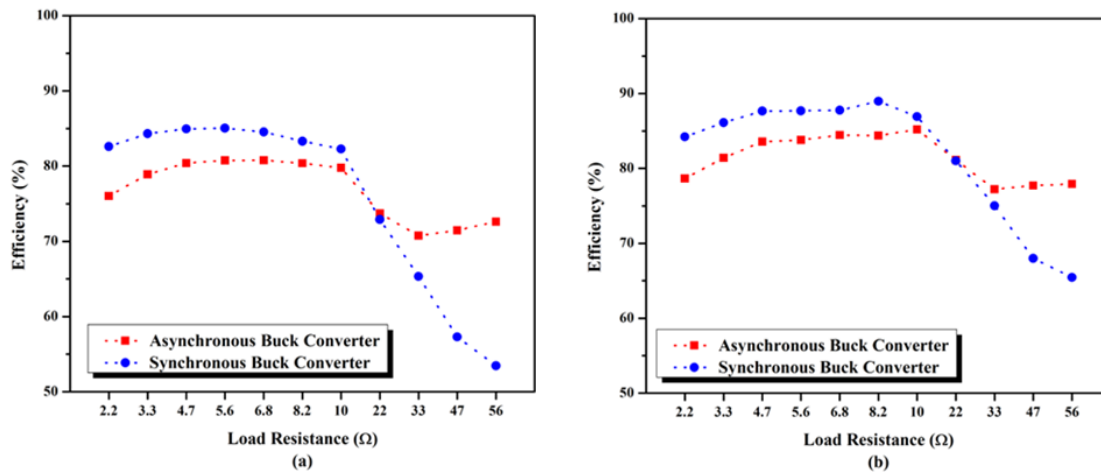 100
90
80
70
60
50
Efficiency (%)
Asynchronous Buck Converter
Synchronous Buck Converter
2.2 3.3 4.7 5.6 6.8 8.2 10 22 33 47 56
Load Resistance (Ω)
(a)
100
90
80
70
60
50
Efficiency (%)
Asynchronous Buck Converter
Synchronous Buck Converter
2.2 3.3 4.7 5.6 6.8 8.2 10 22 33 47 56
Load Resistance (Ω)
(b)